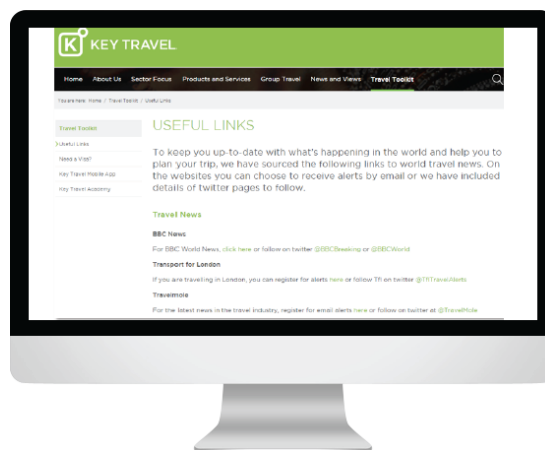 K KEY TRAVEL
Home About Us Sector Focus Products and Services Group Travel News and Views Travel Toolkit
You are here: Home / Travel Toolkit / Useful Links
Travel Toolkit
Useful Links
Need a Visa?
Key Travel Mobile App
Key Travel Academy
USEFUL LINKS
To keep you up-to-date with what's happening in the world and help you to
plan your trip, we have sourced the following links to world travel news. On
the websites you can choose to receive alerts by email or we have included
details of twitter pages to follow.
Travel News
BBC News
For BBC World News, click here or follow on twitter @BBCBreaking or @BBCWorld
Transport for London
If you are travelling in London, you can register for alerts here or follow Tfl on twitter @TfLTravelAlerts
Travelmole
For the latest news in the travel industry, register for email alerts here or follow on twitter at @TravelMole